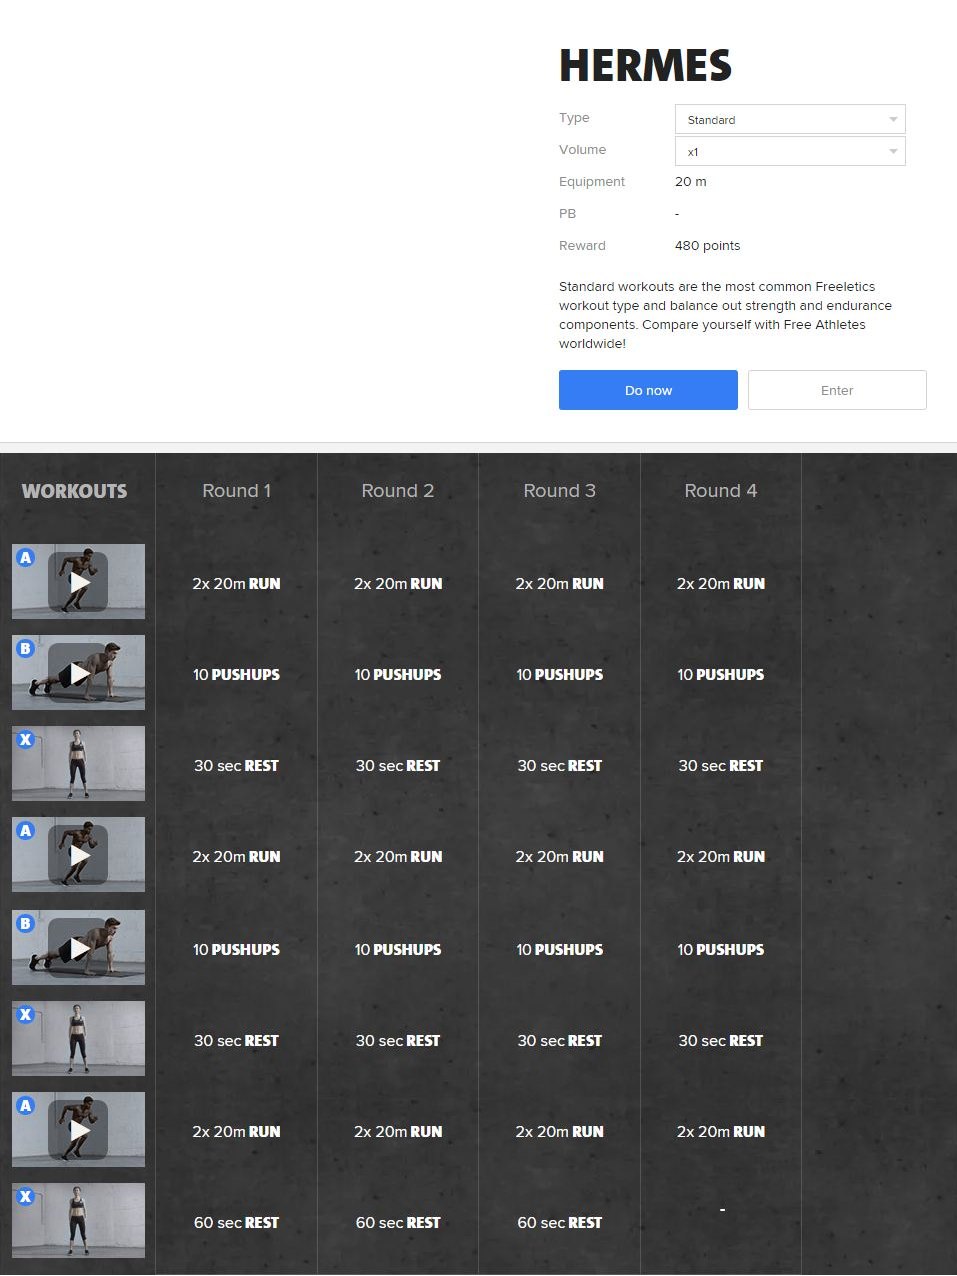 HERMES
Type Standard
Volume x1
Equipment 20 m
PB -
Reward 480 points
Standard workouts are the most common Freeletics
workout type and balance out strength and endurance
components. Compare yourself with Free Athletes
worldwide!
Do now Enter
WORKOUTS Round 1 Round 2 Round 3 Round 4
A 2x 20m RUN 2x 20m RUN 2x 20m RUN 2x 20m RUN
B 10 PUSHUPS 10 PUSHUPS 10 PUSHUPS 10 PUSHUPS
X 30 sec REST 30 sec REST 30 sec REST 30 sec REST
A 2x 20m RUN 2x 20m RUN 2x 20m RUN 2x 20m RUN
B 10 PUSHUPS 10 PUSHUPS 10 PUSHUPS 10 PUSHUPS
X 30 sec REST 30 sec REST 30 sec REST 30 sec REST
A 2x 20m RUN 2x 20m RUN 2x 20m RUN 2x 20m RUN
X 60 sec REST 60 sec REST 60 sec REST -